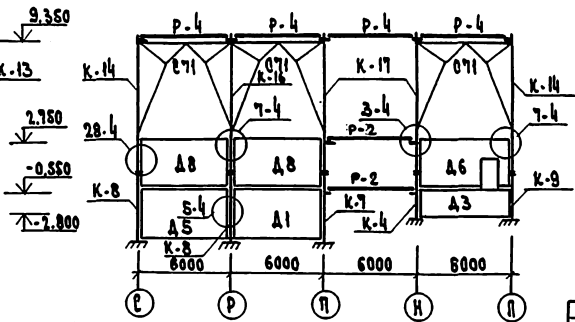 9.350
Р-4 Р-4 Р-4 Р-4
К-13 К-14 С71 С71 К-16 К-17 С71 К-14
2.750
28-4 7-4 3-4 Р-2 7-4
Д8 Д8 Д6
-0,550
К-8 Р-2 К-9
5-4 Д5 Д1 К-7 К-4 Д3
-2.800
К-8
6000 6000 6000 6000
С Р П Н Л